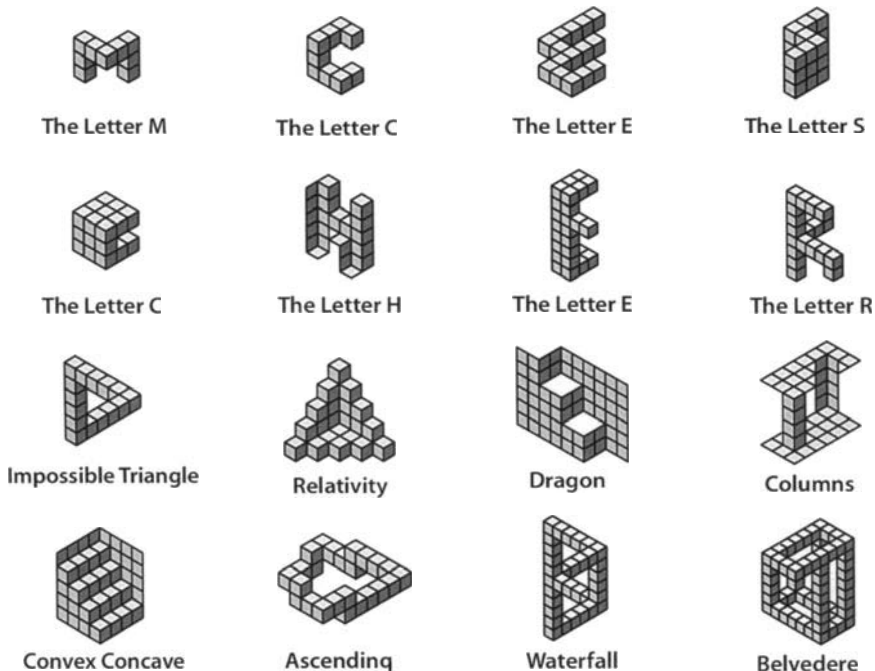 The Letter M
The Letter C
The Letter E
The Letter S
The Letter C
The Letter H
The Letter E
The Letter R
Impossible Triangle
Relativity
Dragon
Columns
Convex Concave
Ascending
Waterfall
Belvedere